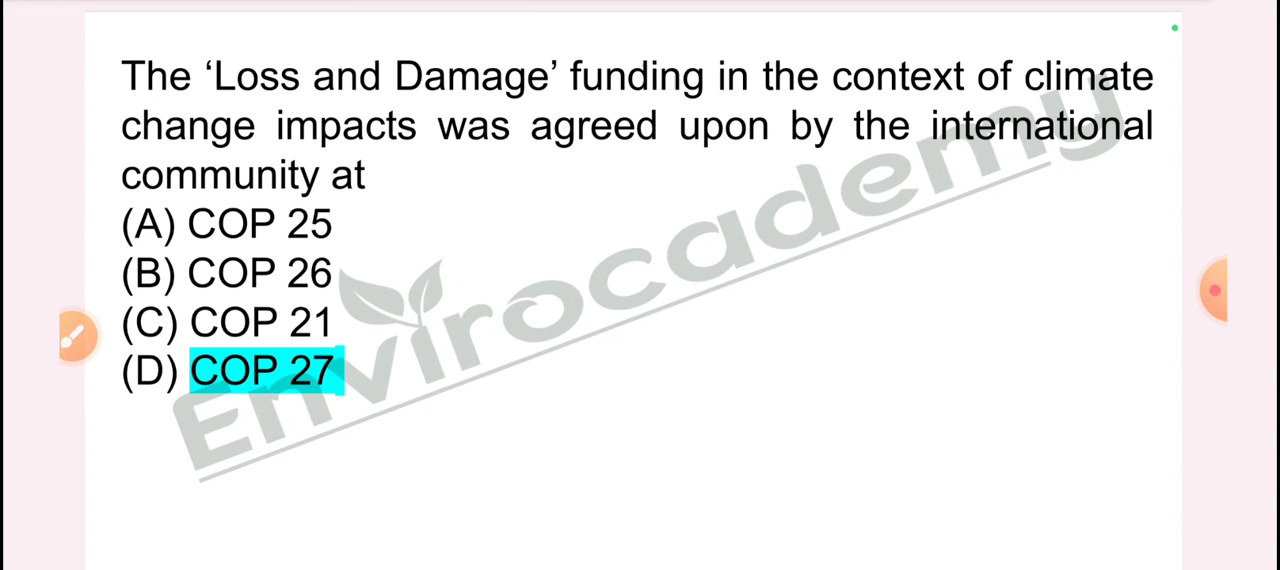 The ‘Loss and Damage’ funding in the context of climate
change impacts was agreed upon by the international
community at
(A) COP 25
(B) COP 26
(C) COP 21
(D) COP 27
Envirocademy